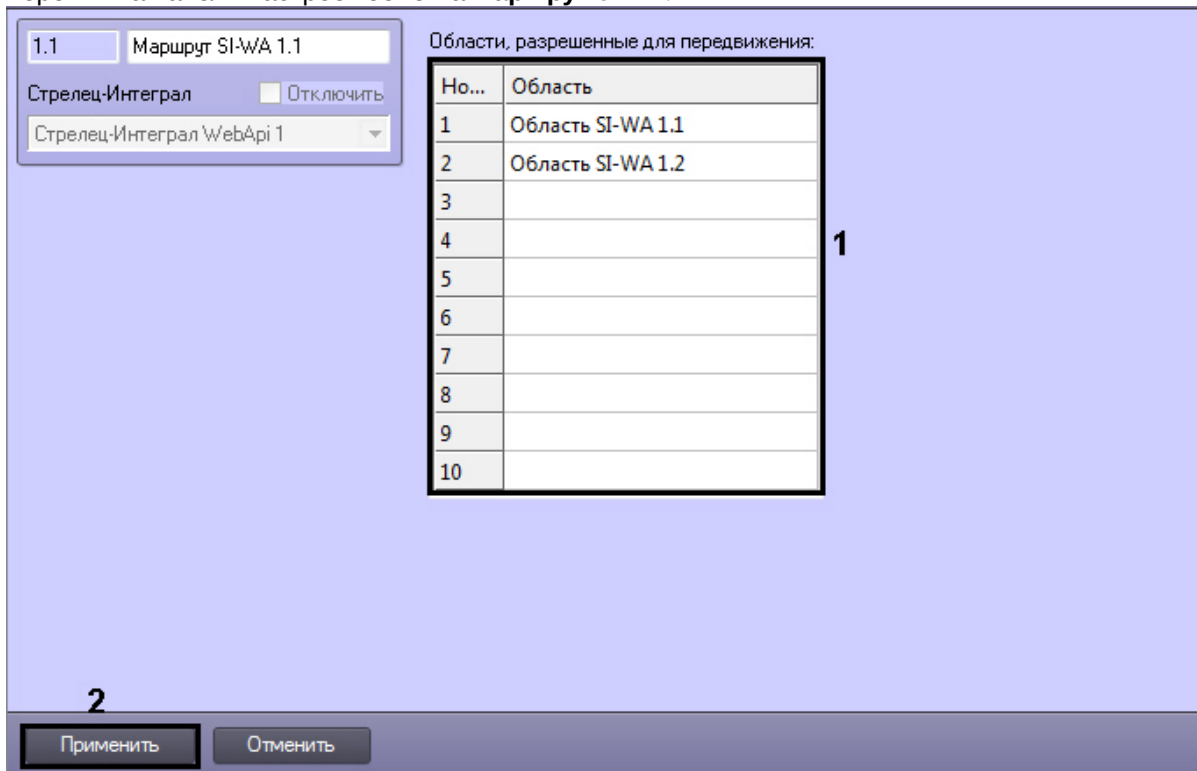 1.1 Маршрут SI-WA 1.1
Стрелец-Интеграл Отключить
Стрелец-Интеграл WebApi 1
Области, разрешенные для передвижения:
Но... Область
1 Область SI-WA 1.1
2 Область SI-WA 1.2
3
4
5
6
7
8
9
10
1
2
Применить Отменить